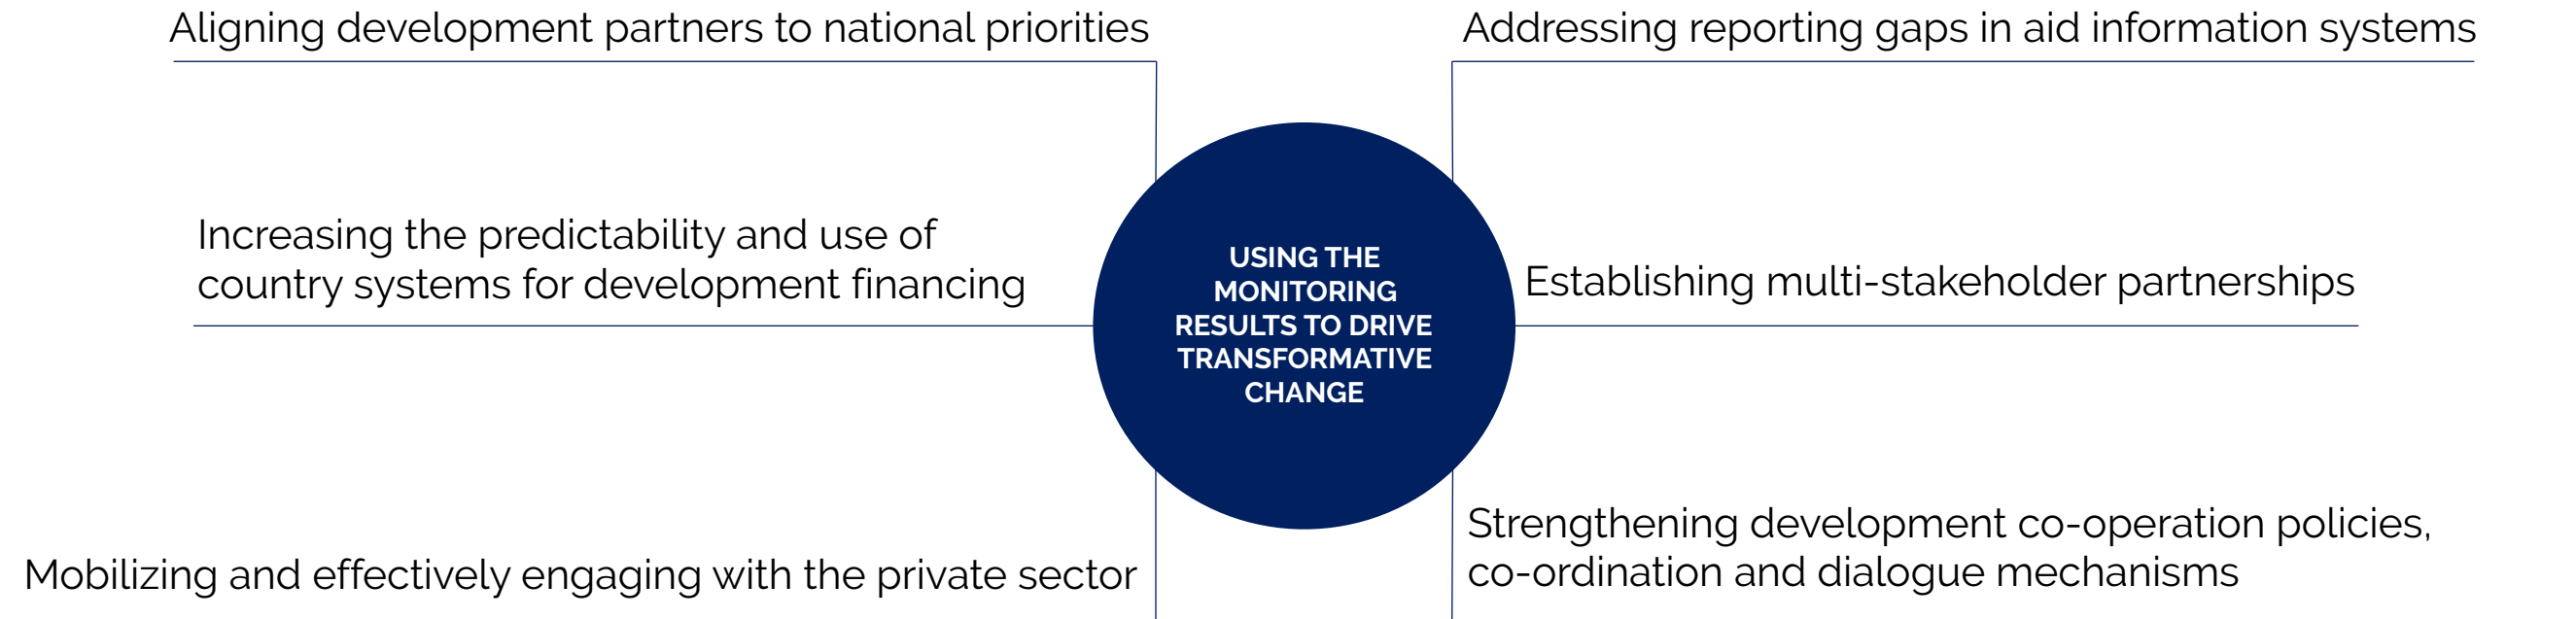 Aligning development partners to national priorities
Addressing reporting gaps in aid information systems
Increasing the predictability and use of
country systems for development financing
USING THE
MONITORING
RESULTS TO DRIVE
TRANSFORMATIVE
CHANGE
Establishing multi-stakeholder partnerships
Mobilizing and effectively engaging with the private sector
Strengthening development co-operation policies,
co-ordination and dialogue mechanisms